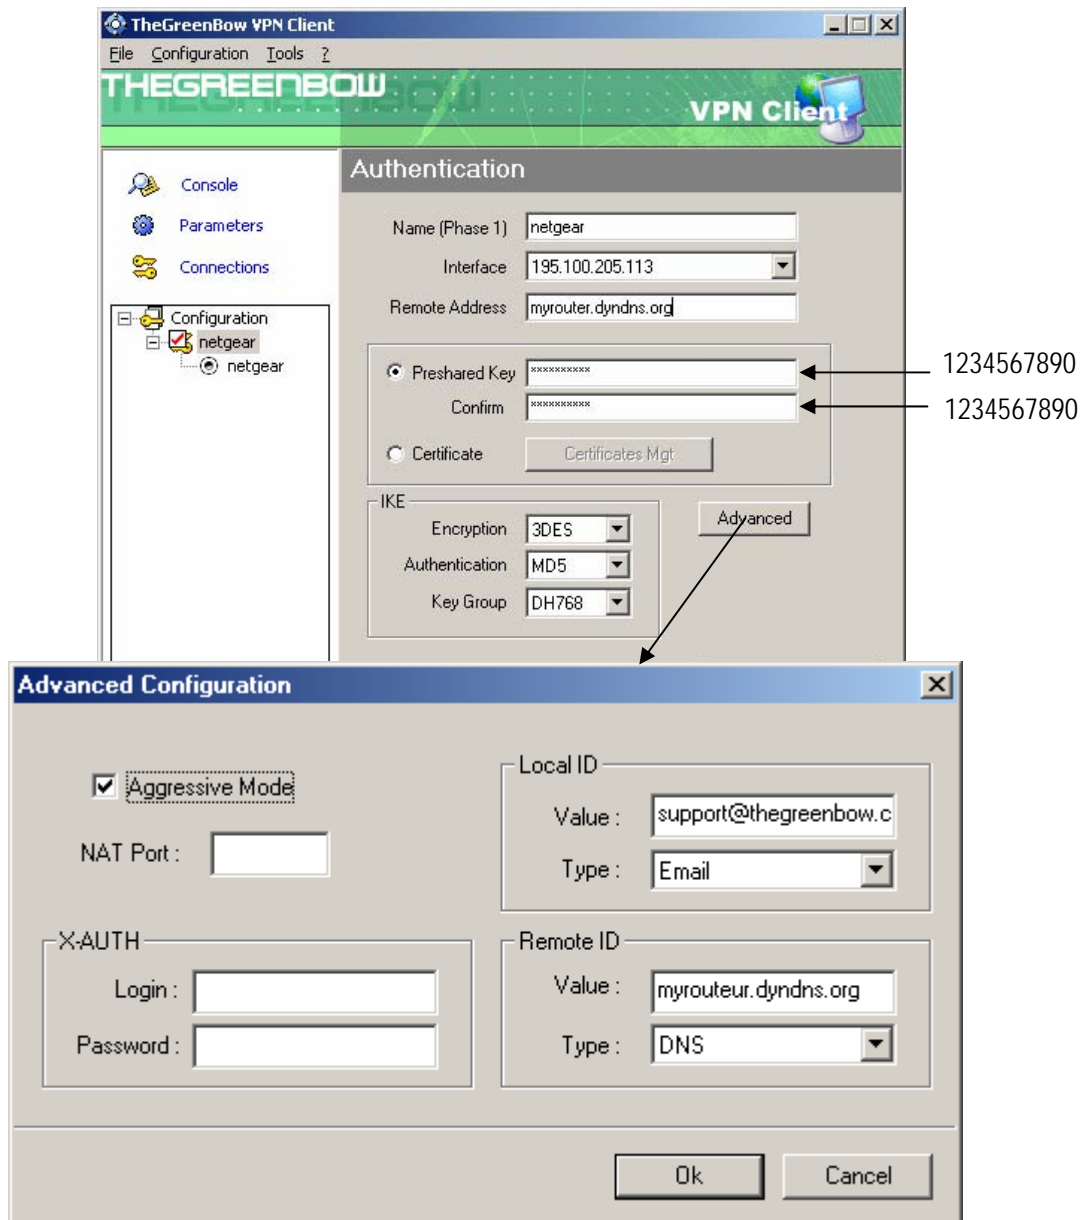 TheGreenBow VPN Client
File Configuration Tools ?
THEGREENBOW
VPN Client
Console
Parameters
Connections
Configuration
netgear
netgear
Authentication
Name (Phase 1) netgear
Interface 195.100.205.113
Remote Address myrouter.dyndns.org
Preshared Key ********** 1234567890
Confirm ********** 1234567890
Certificate Certificates Mgt
IKE
Encryption 3DES
Authentication MD5
Key Group DH768
Advanced
Advanced Configuration
Aggressive Mode
NAT Port :
X-AUTH
Login :
Password :
Local ID
Value : support@thegreenbow.c
Type : Email
Remote ID
Value : myrouteur.dyndns.org
Type : DNS
Ok Cancel